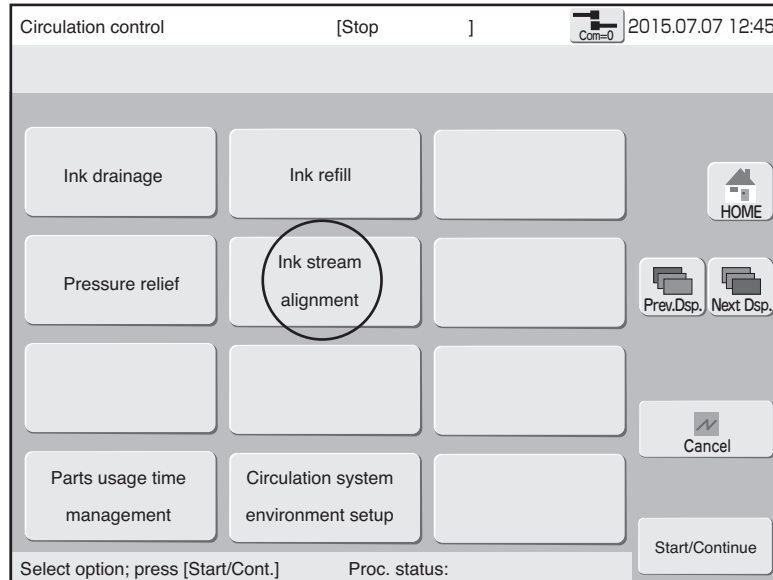 Circulation control [Stop ] Com=0 2015.07.07 12:45
Ink drainage
Ink refill
HOME
Pressure relief
Ink stream
alignment
Prev.Dsp. Next Dsp.
Cancel
Parts usage time
management
Circulation system
environment setup
Start/Continue
Select option; press [Start/Cont.] Proc. status: